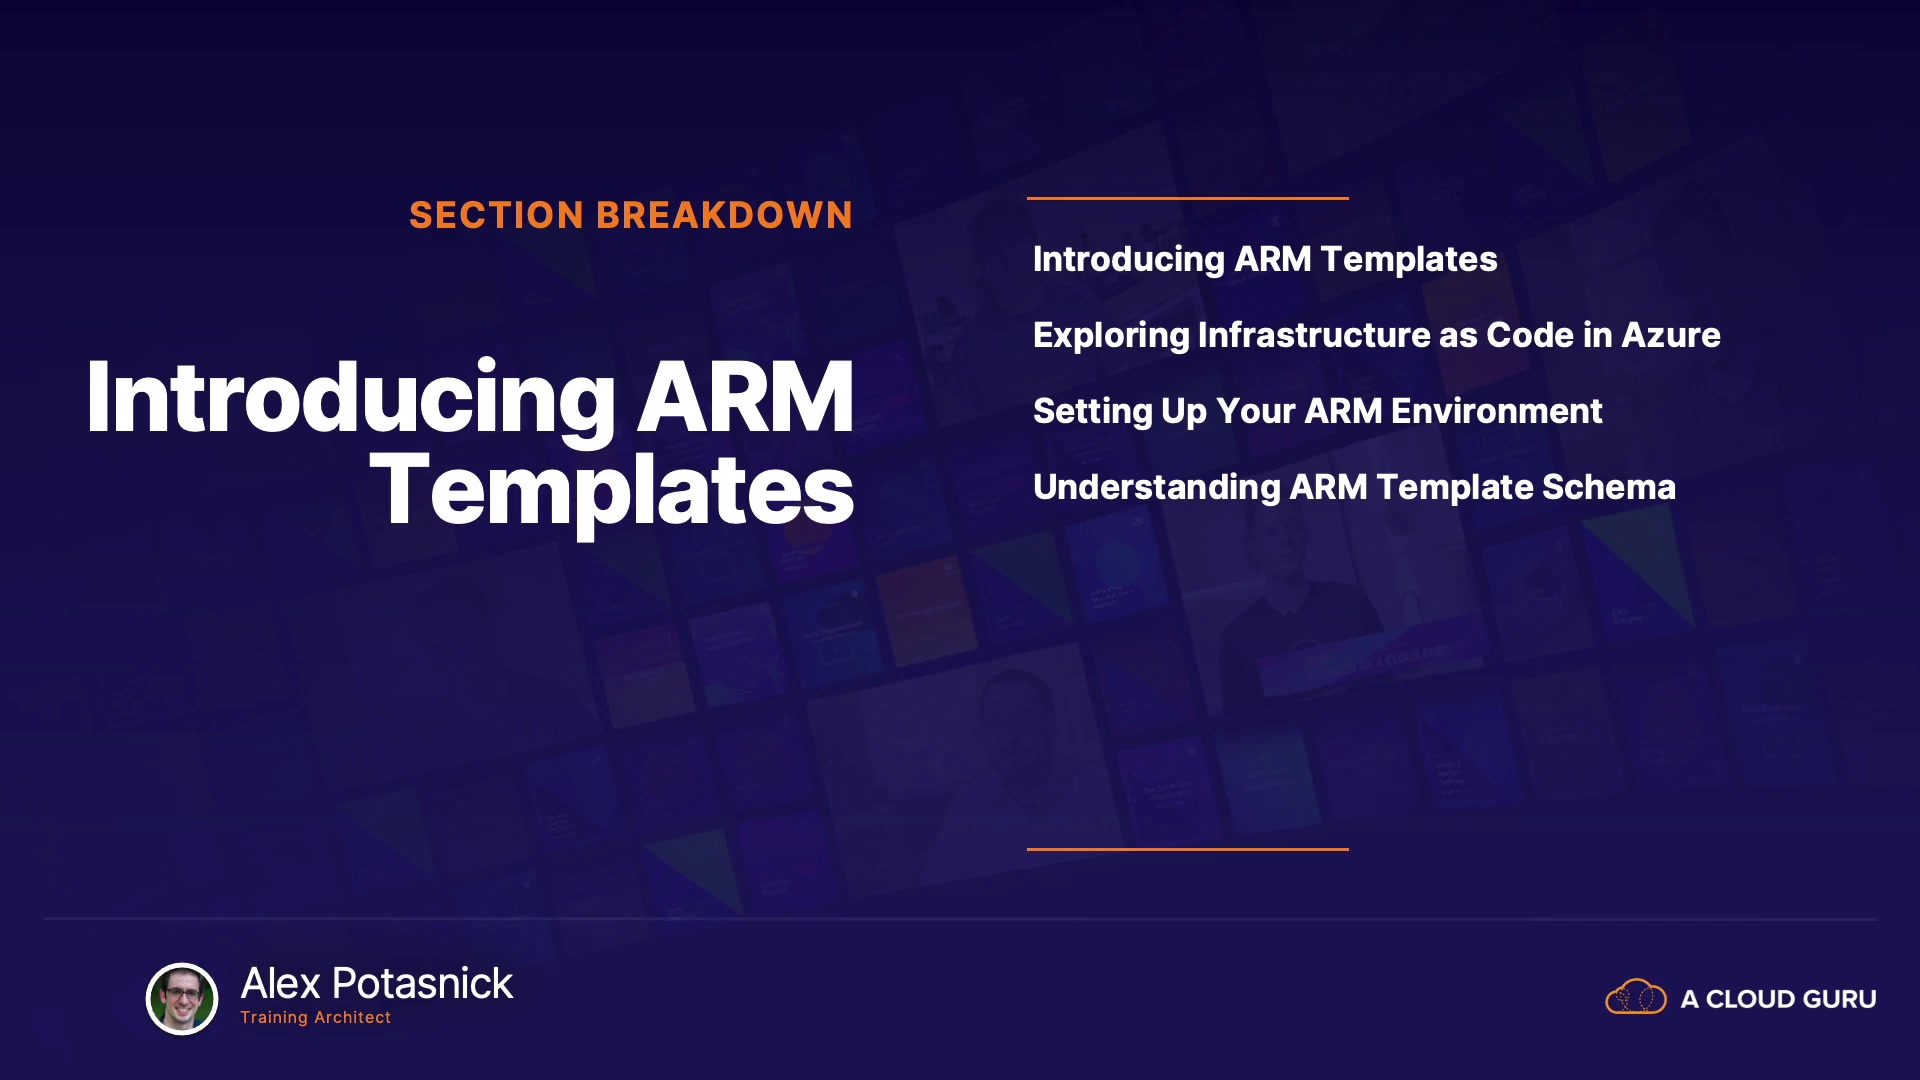 SECTION BREAKDOWN
Introducing ARM
Templates
Introducing ARM Templates
Exploring Infrastructure as Code in Azure
Setting Up Your ARM Environment
Understanding ARM Template Schema
Alex Potasnick
Training Architect
A CLOUD GURU